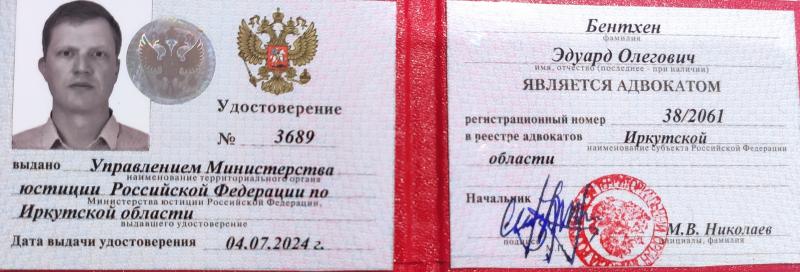 Удостоверение
№ 3689
выдано Управлением Министерства
наименование территориального органа
юстиции Российской Федерации по
Министерства юстиции Российской Федерации,
Иркутской области
выдавшего удостоверение
Дата выдачи удостоверения 04.07.2024 г.
Бентхен
фамилия
Эдуард Олегович
имя, отчество (последнее - при наличии)
ЯВЛЯЕТСЯ АДВОКАТОМ
регистрационный номер 38/2061
в реестре адвокатов Иркутской
наименование субъекта Российской Федерации
области
Начальник
М.В. Николаев
подпись инициалы, фамилия
М.П.